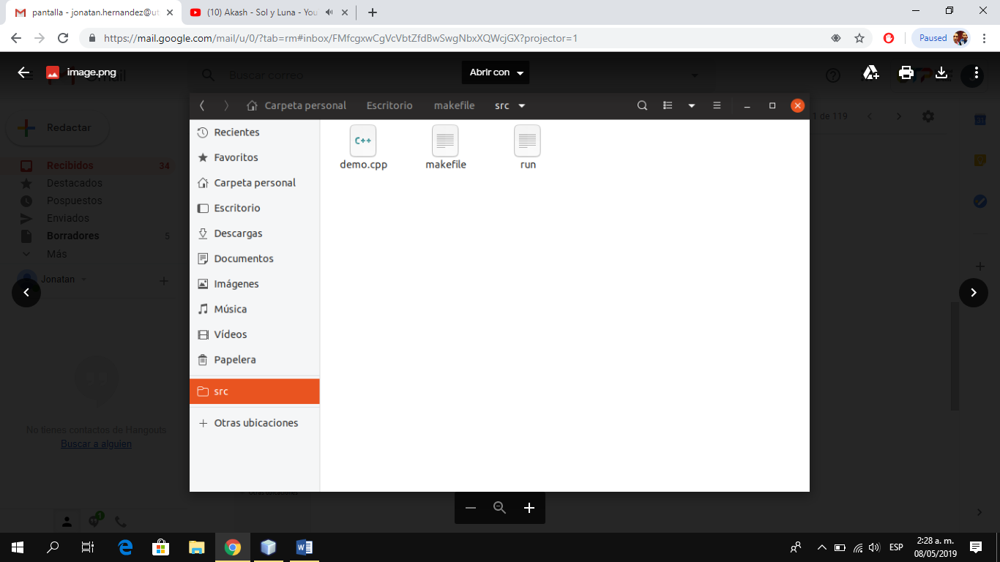 pantalla - jonatan.hernandez@ut
(10) Akash - Sol y Luna - You
https://mail.google.com/mail/u/0/?tab=rm#inbox/FMfcgxwCgVcVbtZfdBwSwgNbxXQWcjGX?projector=1
Paused
image.png
Buscar correo
Abrir con
Carpeta personal
Escritorio
makefile
src
1 de 119
Redactar
Recibidos 34
Destacados
Pospuestos
Enviados
Borradores 5
Más
Jonatan
Recientes
Favoritos
Carpeta personal
Escritorio
Descargas
Documentos
Imágenes
Música
Vídeos
Papelera
src
Otras ubicaciones
C++
demo.cpp
makefile
run
No tienes contactos de Hangouts
Buscar a alguien
Otras ubicaciones
1
ESP
2:28 a. m.
08/05/2019